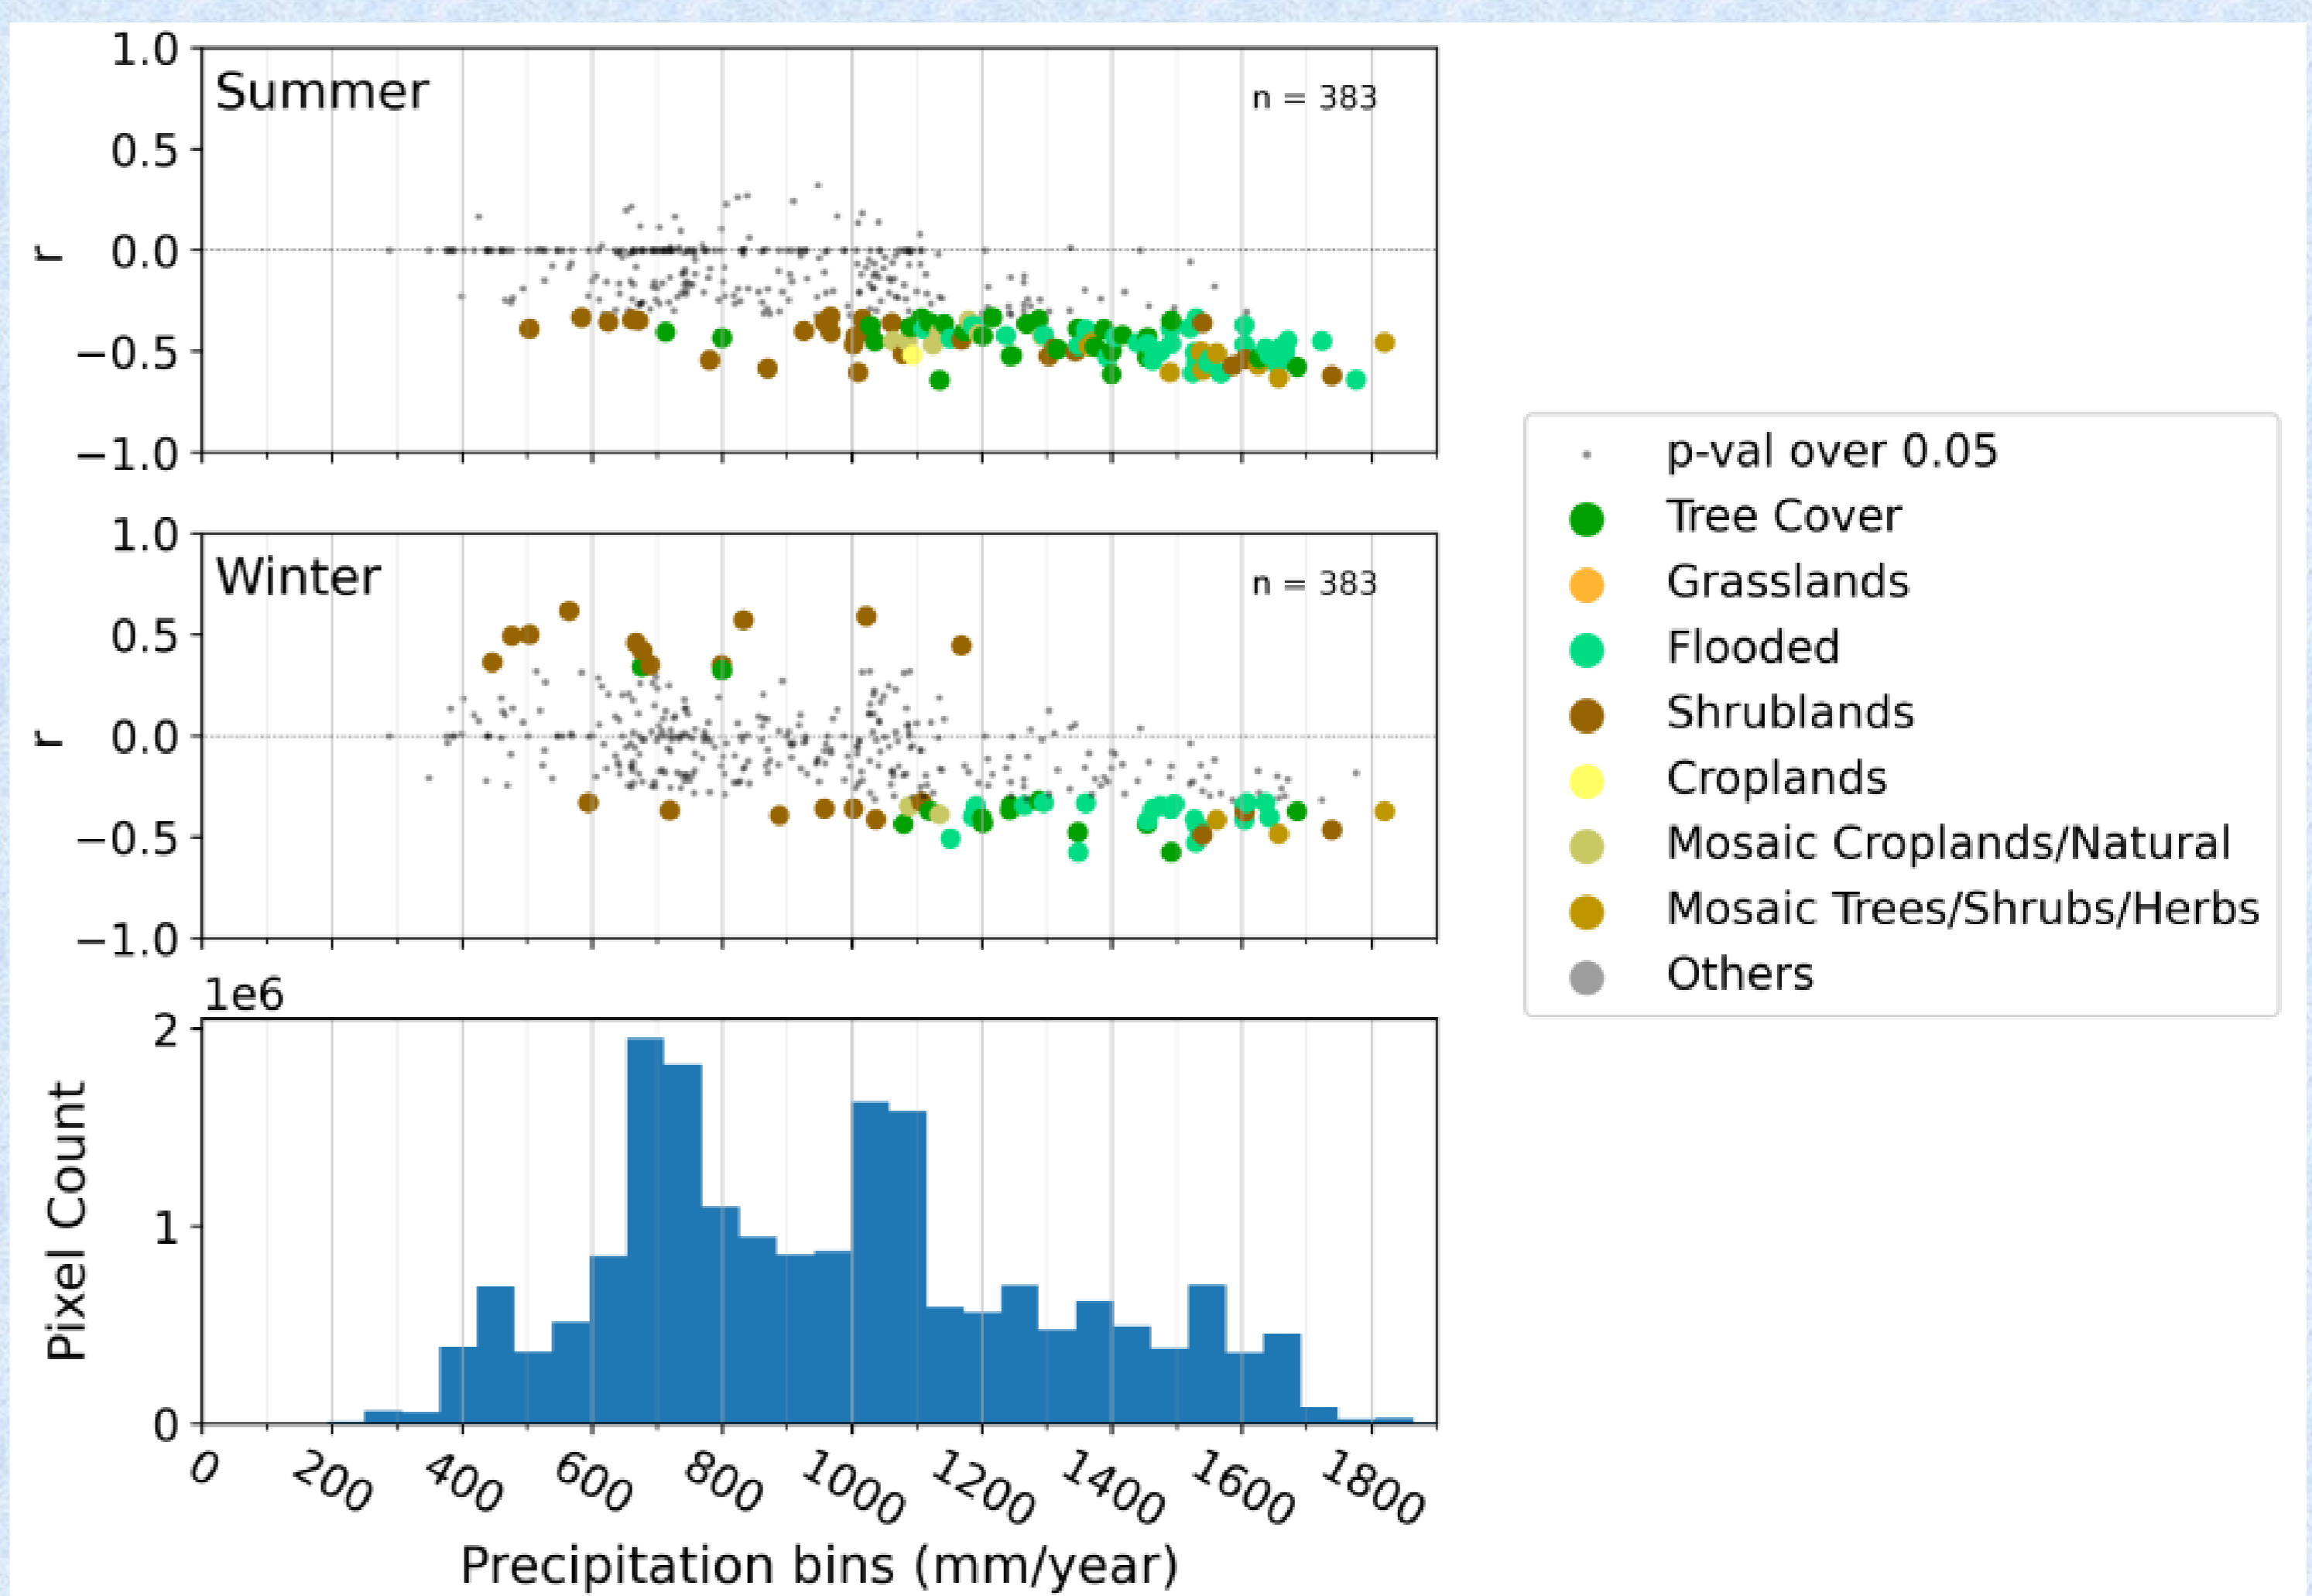 1.0
Summer
n = 383
0.5
0.0
−0.5
−1.0
r
1.0
Winter
n = 383
0.5
0.0
−0.5
−1.0
r
p-val over 0.05
Tree Cover
Grasslands
Flooded
Shrublands
Croplands
Mosaic Croplands/Natural
Mosaic Trees/Shrubs/Herbs
Others
1e6
2
1
0
Pixel Count
0 200 400 600 800 1000 1200 1400 1600 1800
Precipitation bins (mm/year)